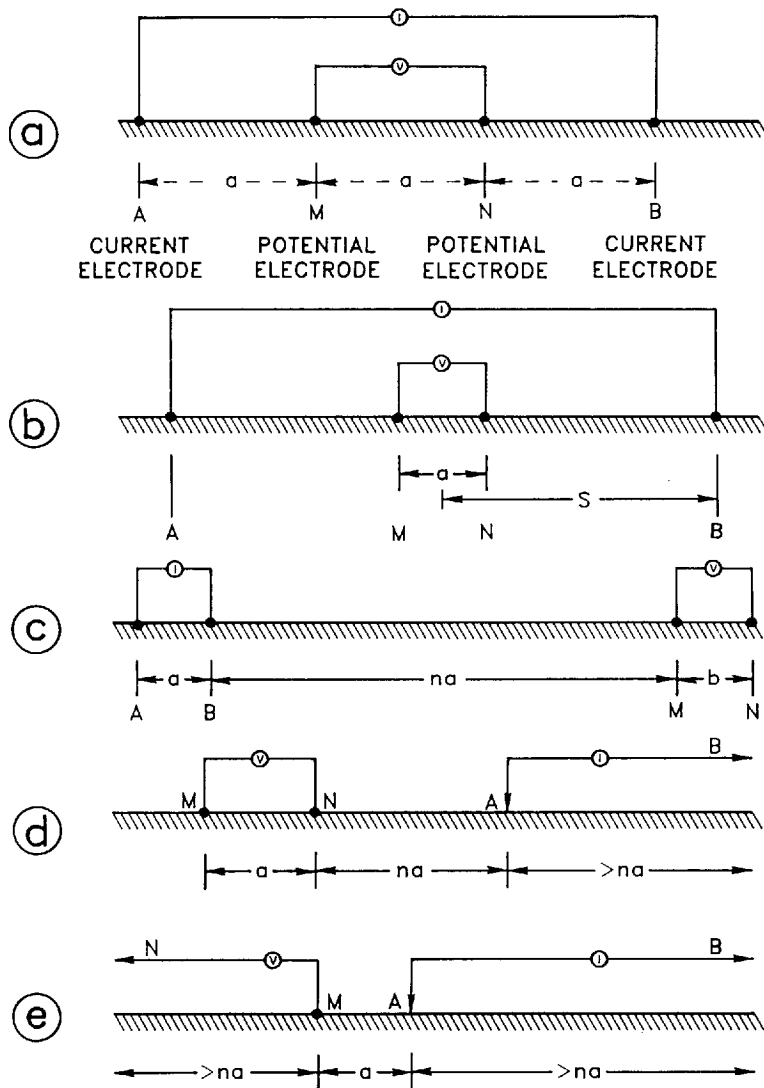 I
V
a
a a a
A M N B
CURRENT ELECTRODE POTENTIAL ELECTRODE POTENTIAL ELECTRODE CURRENT ELECTRODE
I
V
b
a
S
A M N B
I V
c
a na b
A B M N
V I B
M N A
d
a na >na
N V I B
M A
e
>na a >na